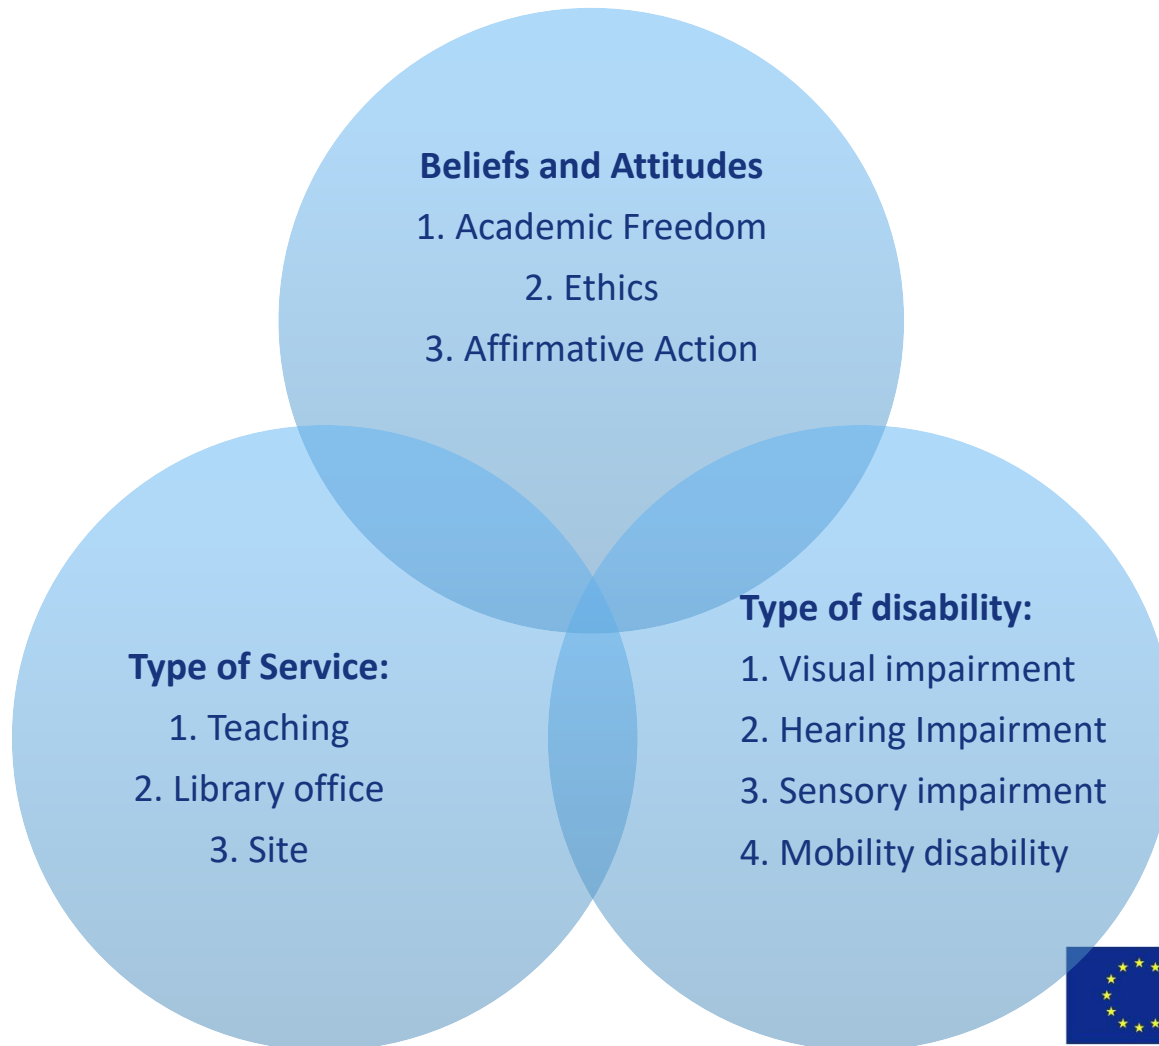 Beliefs and Attitudes
1. Academic Freedom
2. Ethics
3. Affirmative Action
Type of Service:
1. Teaching
2. Library office
3. Site
Type of disability:
1. Visual impairment
2. Hearing Impairment
3. Sensory impairment
4. Mobility disability